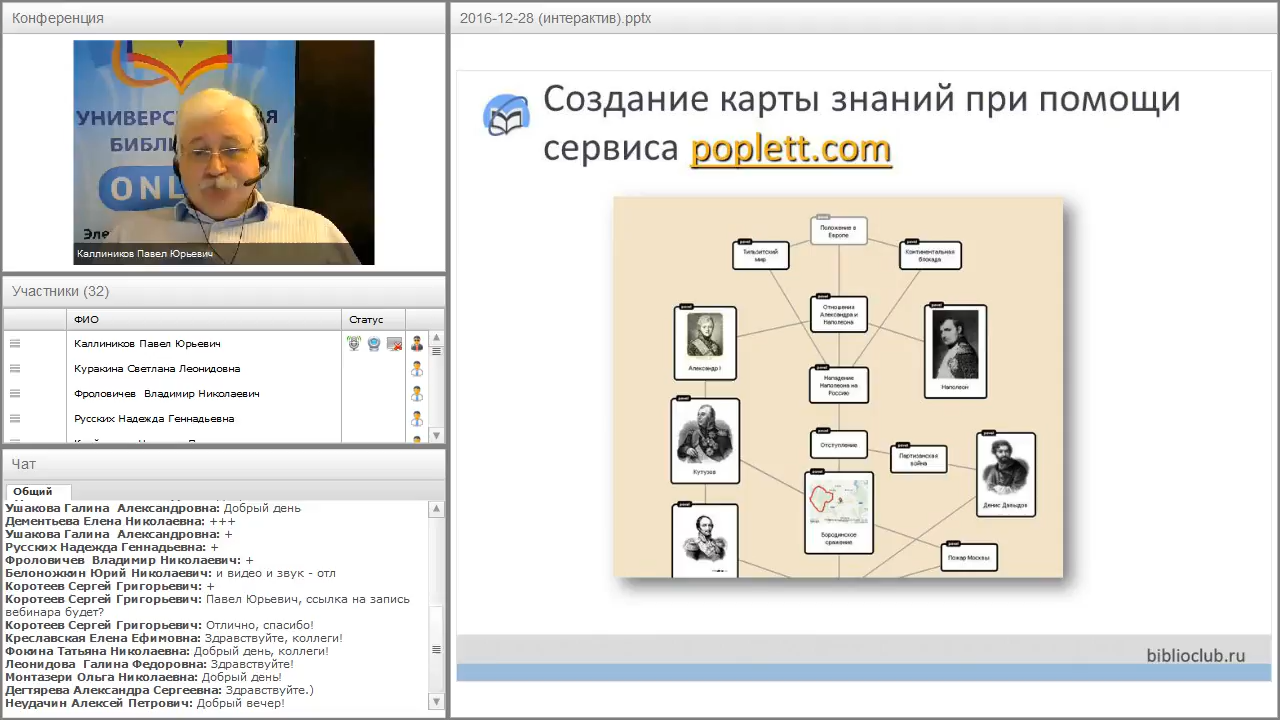 Конференция
УНИВЕРС
АЯ
БИБЛИ
ONL
Эле
Каллиников Павел Юрьевич
Участники (32)
ФИО
Статус
Каллиников Павел Юрьевич
Куракина Светлана Леонидовна
Фроловичев Владимир Николаевич
Русских Надежда Геннадьевна
Чат
Общий
Ушакова Галина Александровна: Добрый день
Дементьева Елена Николаевна: +++
Ушакова Галина Александровна: +
Русских Надежда Геннадьевна: +
Фроловичев Владимир Николаевич: +
Белоножкин Юрий Николаевич: и видео и звук - отл
Коротеев Сергей Григорьевич: +
Коротеев Сергей Григорьевич: Павел Юрьевич, ссылка на запись
вебинара будет?
Коротеев Сергей Григорьевич: Отлично, спасибо!
Креславская Елена Ефимовна: Здравствуйте, коллеги!
Фокина Татьяна Николаевна: Добрый день, коллеги!
Леонидова Галина Федоровна: Здравствуйте!
Монтазери Ольга Николаевна: Добрый день!
Дегтярева Александра Сергеевна: Здравствуйте.)
Неудачин Алексей Петрович: Добрый вечер!
2016-12-28 (интерактив).pptx
Создание карты знаний при помощи
сервиса poplett.com
Положение в
Европе
Тильзитский
мир
Континентальная
блокада
Отношения
Александра и
Наполеона
Александр I
Наполеон
Нападение
Наполеона на
Россию
Кутузов
Отступление
Партизанская
война
Денис Давыдов
Бородинское
сражение
Пожар Москвы
biblioclub.ru